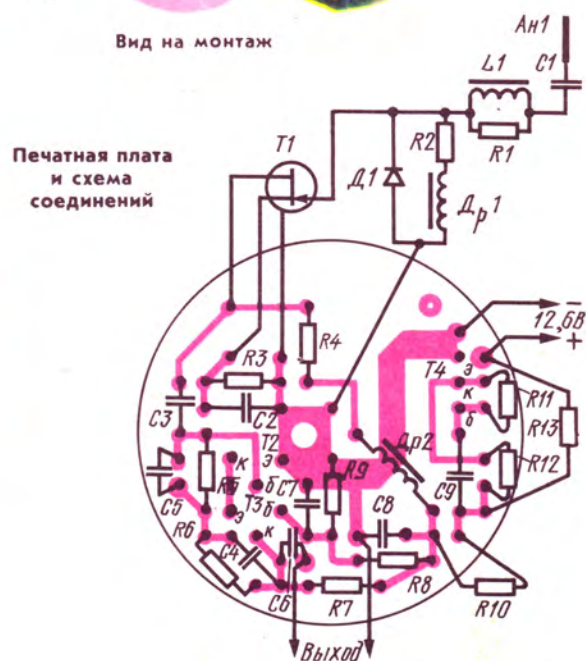 Вид на монтаж
Ан1
L1
C1
Печатная плата
и схема
соединений
T1
R2
R1
Д1
Др1
–
12,6В
+
R4
T4
R3
э
R11
к
C3
C2
б
R13
T2
Др2
э
к
R9
C9
R12
R5
C7
б
C5
T3
б
C8
э
R6
C4
к
C6
R8
R7
R10
Выход